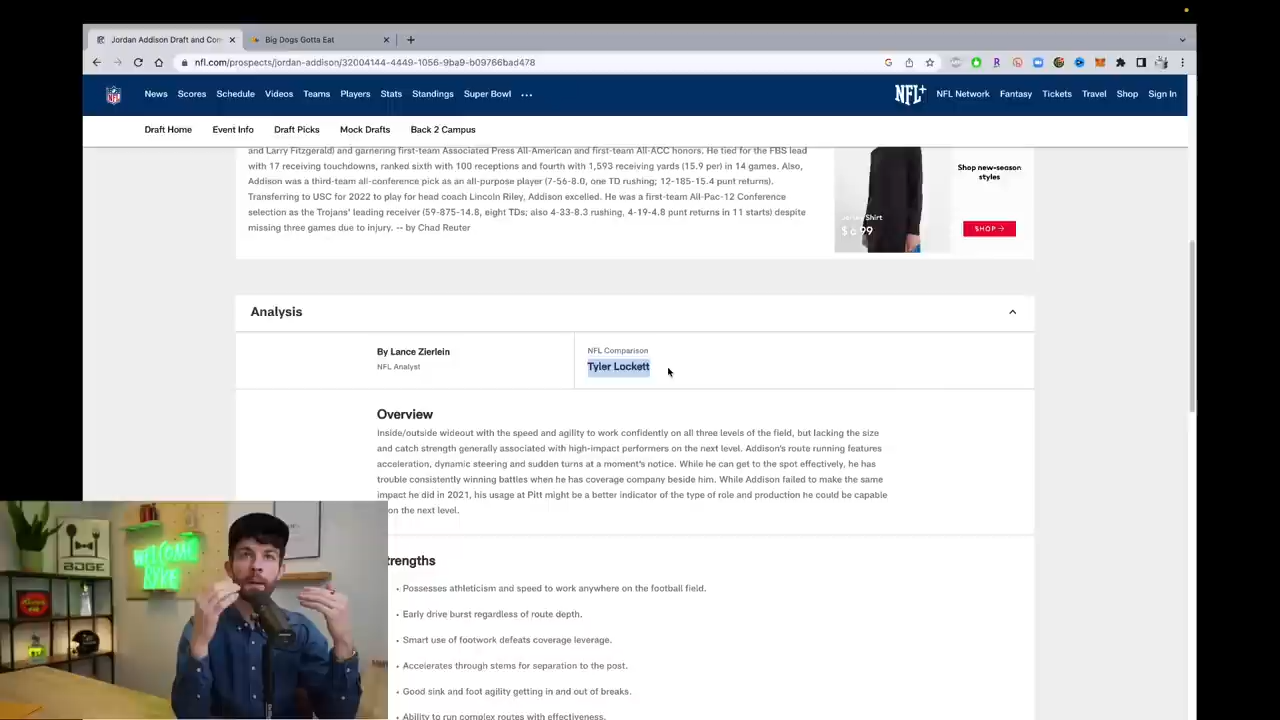 Jordan Addison Draft and Com
Big Dogs Gotta Eat
nfl.com/prospects/jordan-addison/32004144-4449-1056-9ba9-b09766bad478
News Scores Schedule Videos Teams Players Stats Standings Super Bowl
NFL+ NFL Network Fantasy Tickets Travel Shop Sign In
Draft Home Event Info Draft Picks Mock Drafts Back 2 Campus
and Larry Fitzgerald) and garnering first-team Associated Press All-American and first-team All-ACC honors. He tied for the FBS lead
with 17 receiving touchdowns, ranked sixth with 100 receptions and fourth with 1,593 receiving yards (15.9 per) in 14 games. Also,
Addison was a third-team all-conference pick as an all-purpose player (7-56-8.0, one TD rushing; 12-185-15.4 punt returns).
Transferring to USC for 2022 to play for head coach Lincoln Riley, Addison excelled. He was a first-team All-Pac-12 Conference
selection as the Trojans' leading receiver (59-875-14.8, eight TDs; also 4-33-8.3 rushing, 4-19-4.8 punt returns in 11 starts) despite
missing three games due to injury. -- by Chad Reuter
Shop new-season
styles
Shirt
SHOP
Analysis
By Lance Zierlein
NFL Analyst
NFL Comparison
Tyler Lockett
Overview
Inside/outside wideout with the speed and agility to work confidently on all three levels of the field, but lacking the size
and catch strength generally associated with high-impact performers on the next level. Addison's route running features
acceleration, dynamic steering and sudden turns at a moment's notice. While he can get to the spot effectively, he has
trouble consistently winning battles when he has coverage company beside him. While Addison failed to make the same
impact he did in 2021, his usage at Pitt might be a better indicator of the type of role and production he could be capable
on the next level.
trengths
• Possesses athleticism and speed to work anywhere on the football field.
• Early drive burst regardless of route depth.
• Smart use of footwork defeats coverage leverage.
• Accelerates through stems for separation to the post.
• Good sink and foot agility getting in and out of breaks.
• Ability to run complex routes with effectiveness.
BDGE
WELCOME